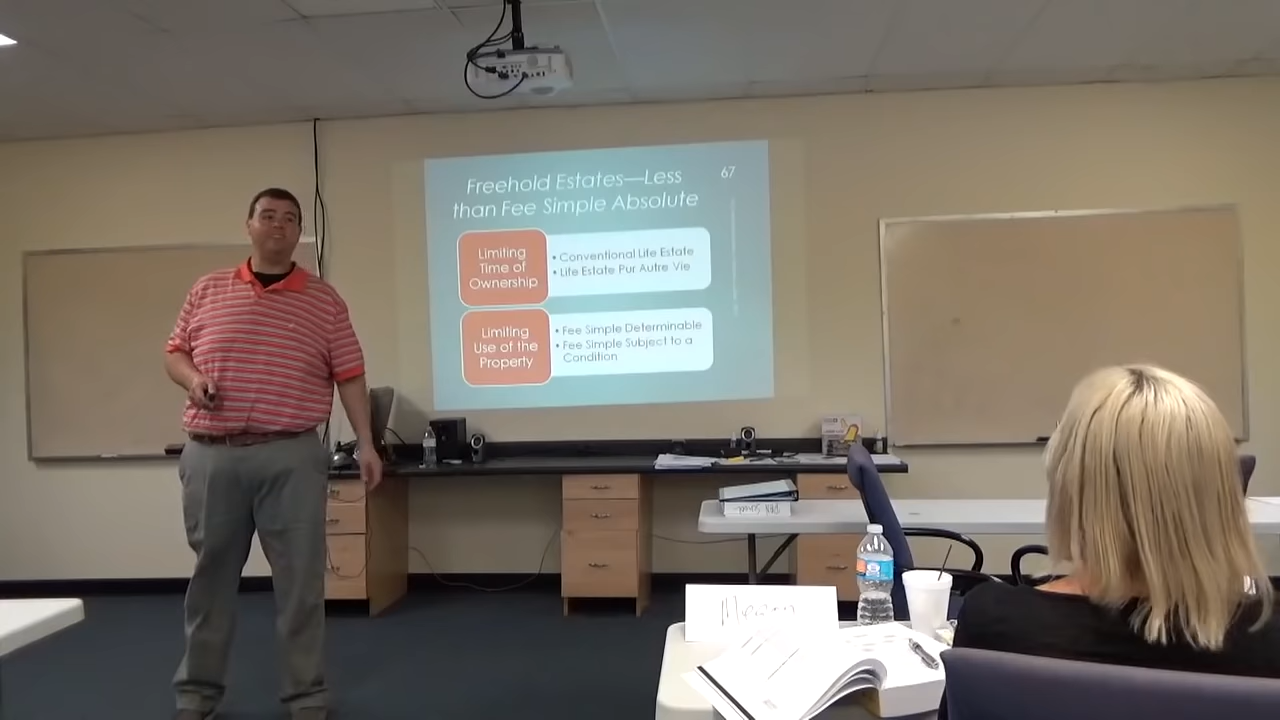 Freehold Estates—Less
than Fee Simple Absolute
67
Limiting
Time of
Ownership
• Conventional Life Estate
• Life Estate Pur Autre Vie
Limiting
Use of the
Property
• Fee Simple Determinable
• Fee Simple Subject to a
Condition